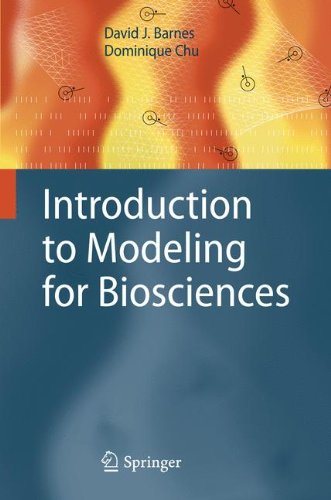 David J. Barnes
Dominique Chu
Introduction
to Modeling
for Biosciences
Springer